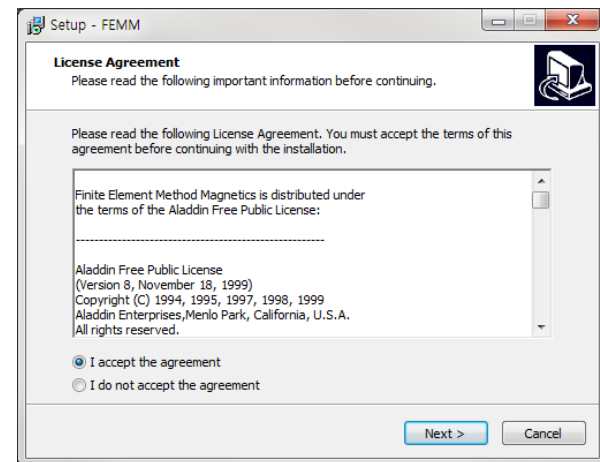 Setup - FEMM
License Agreement
Please read the following important information before continuing.
Please read the following License Agreement. You must accept the terms of this
agreement before continuing with the installation.
Finite Element Method Magnetics is distributed under
the terms of the Aladdin Free Public License:
------------------------------------------------------
Aladdin Free Public License
(Version 8, November 18, 1999)
Copyright (C) 1994, 1995, 1997, 1998, 1999
Aladdin Enterprises,Menlo Park, California, U.S.A.
All rights reserved.
I accept the agreement
I do not accept the agreement
Next >
Cancel